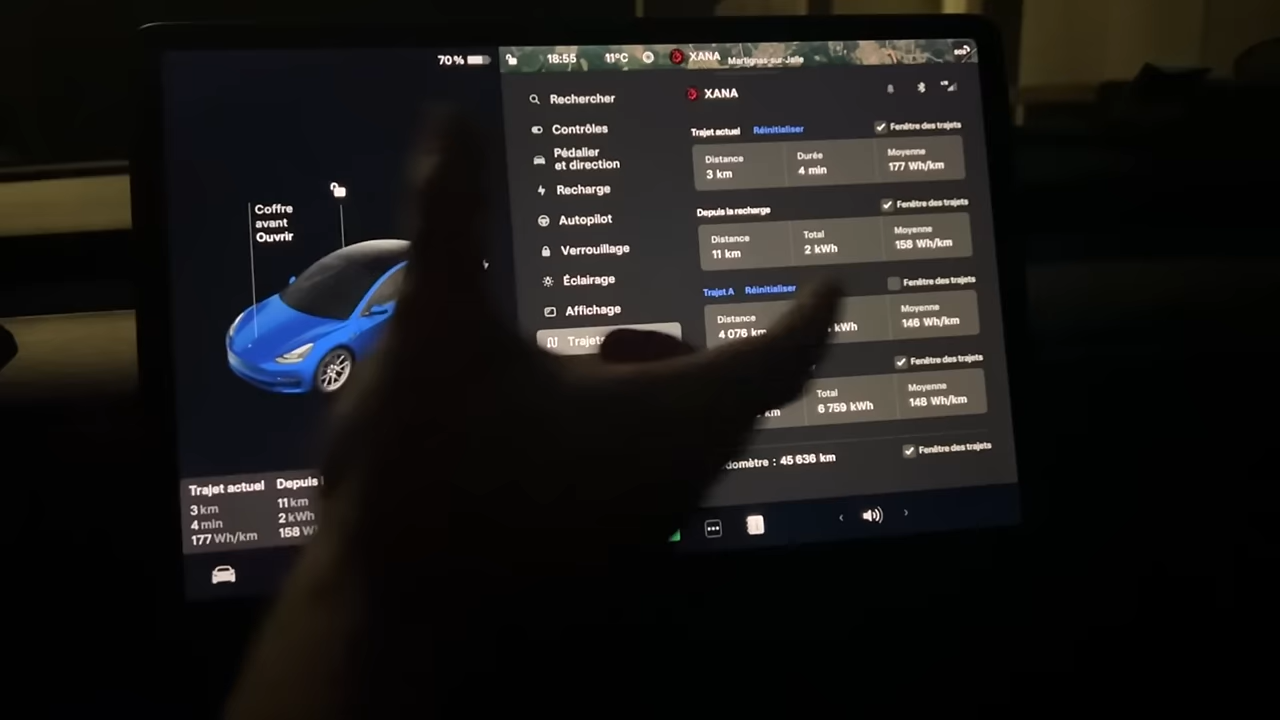 70 %
18:55
11°C
XANA
Martignas-sur-Jalle
SOS
Rechercher
Contrôles
Pédalier
et direction
Recharge
Autopilot
Verrouillage
Éclairage
Affichage
Trajets
XANA
LTE
Trajet actuel Réinitialiser Fenêtre des trajets
Distance Durée Moyenne
3 km 4 min 177 Wh/km
Depuis la recharge Fenêtre des trajets
Distance Total Moyenne
11 km 2 kWh 158 Wh/km
Trajet A Réinitialiser Fenêtre des trajets
Distance Moyenne
4 076 km kWh 146 Wh/km
Fenêtre des trajets
Total Moyenne
km 6 759 kWh 148 Wh/km
domètre : 45 636 km Fenêtre des trajets
Coffre
avant
Ouvrir
Trajet actuel Depuis
3 km 11 km
4 min 2 kWh
177 Wh/km 158 W